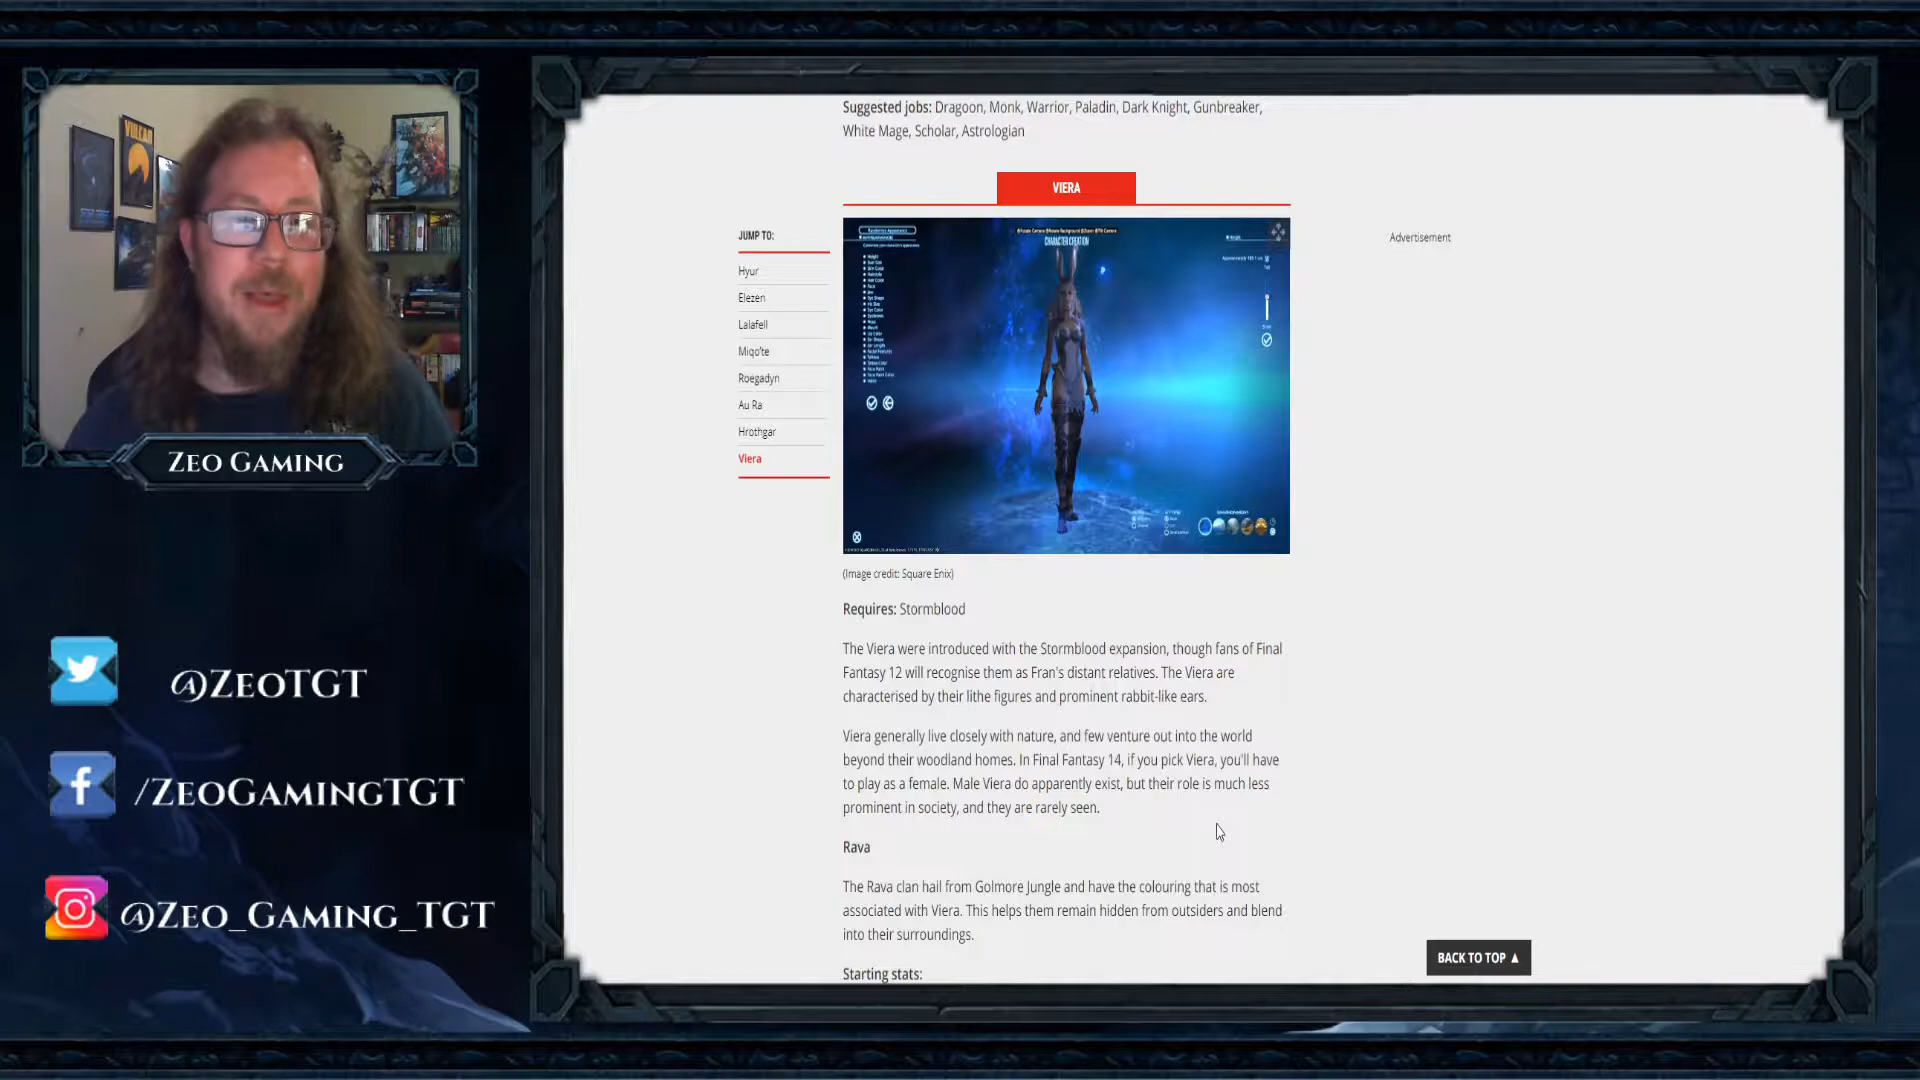 Suggested jobs: Dragoon, Monk, Warrior, Paladin, Dark Knight, Gunbreaker,
White Mage, Scholar, Astrologian
VIERA
JUMP TO:
Hyur
Elezen
Lalafell
Miqo'te
Roegadyn
Au Ra
Hrothgar
Viera
CHARACTER CREATION
Advertisement
(Image credit: Square Enix)
Requires: Stormblood
The Viera were introduced with the Stormblood expansion, though fans of Final
Fantasy 12 will recognise them as Fran's distant relatives. The Viera are
characterised by their lithe figures and prominent rabbit-like ears.
Viera generally live closely with nature, and few venture out into the world
beyond their woodland homes. In Final Fantasy 14, if you pick Viera, you'll have
to play as a female. Male Viera do apparently exist, but their role is much less
prominent in society, and they are rarely seen.
Rava
The Rava clan hail from Golmore Jungle and have the colouring that is most
associated with Viera. This helps them remain hidden from outsiders and blend
into their surroundings.
Starting stats:
BACK TO TOP ▲
VULCAN
ZEO GAMING
@ZEOTGT
/ZEOGAMINGTGT
@ZEO_GAMING_TGT